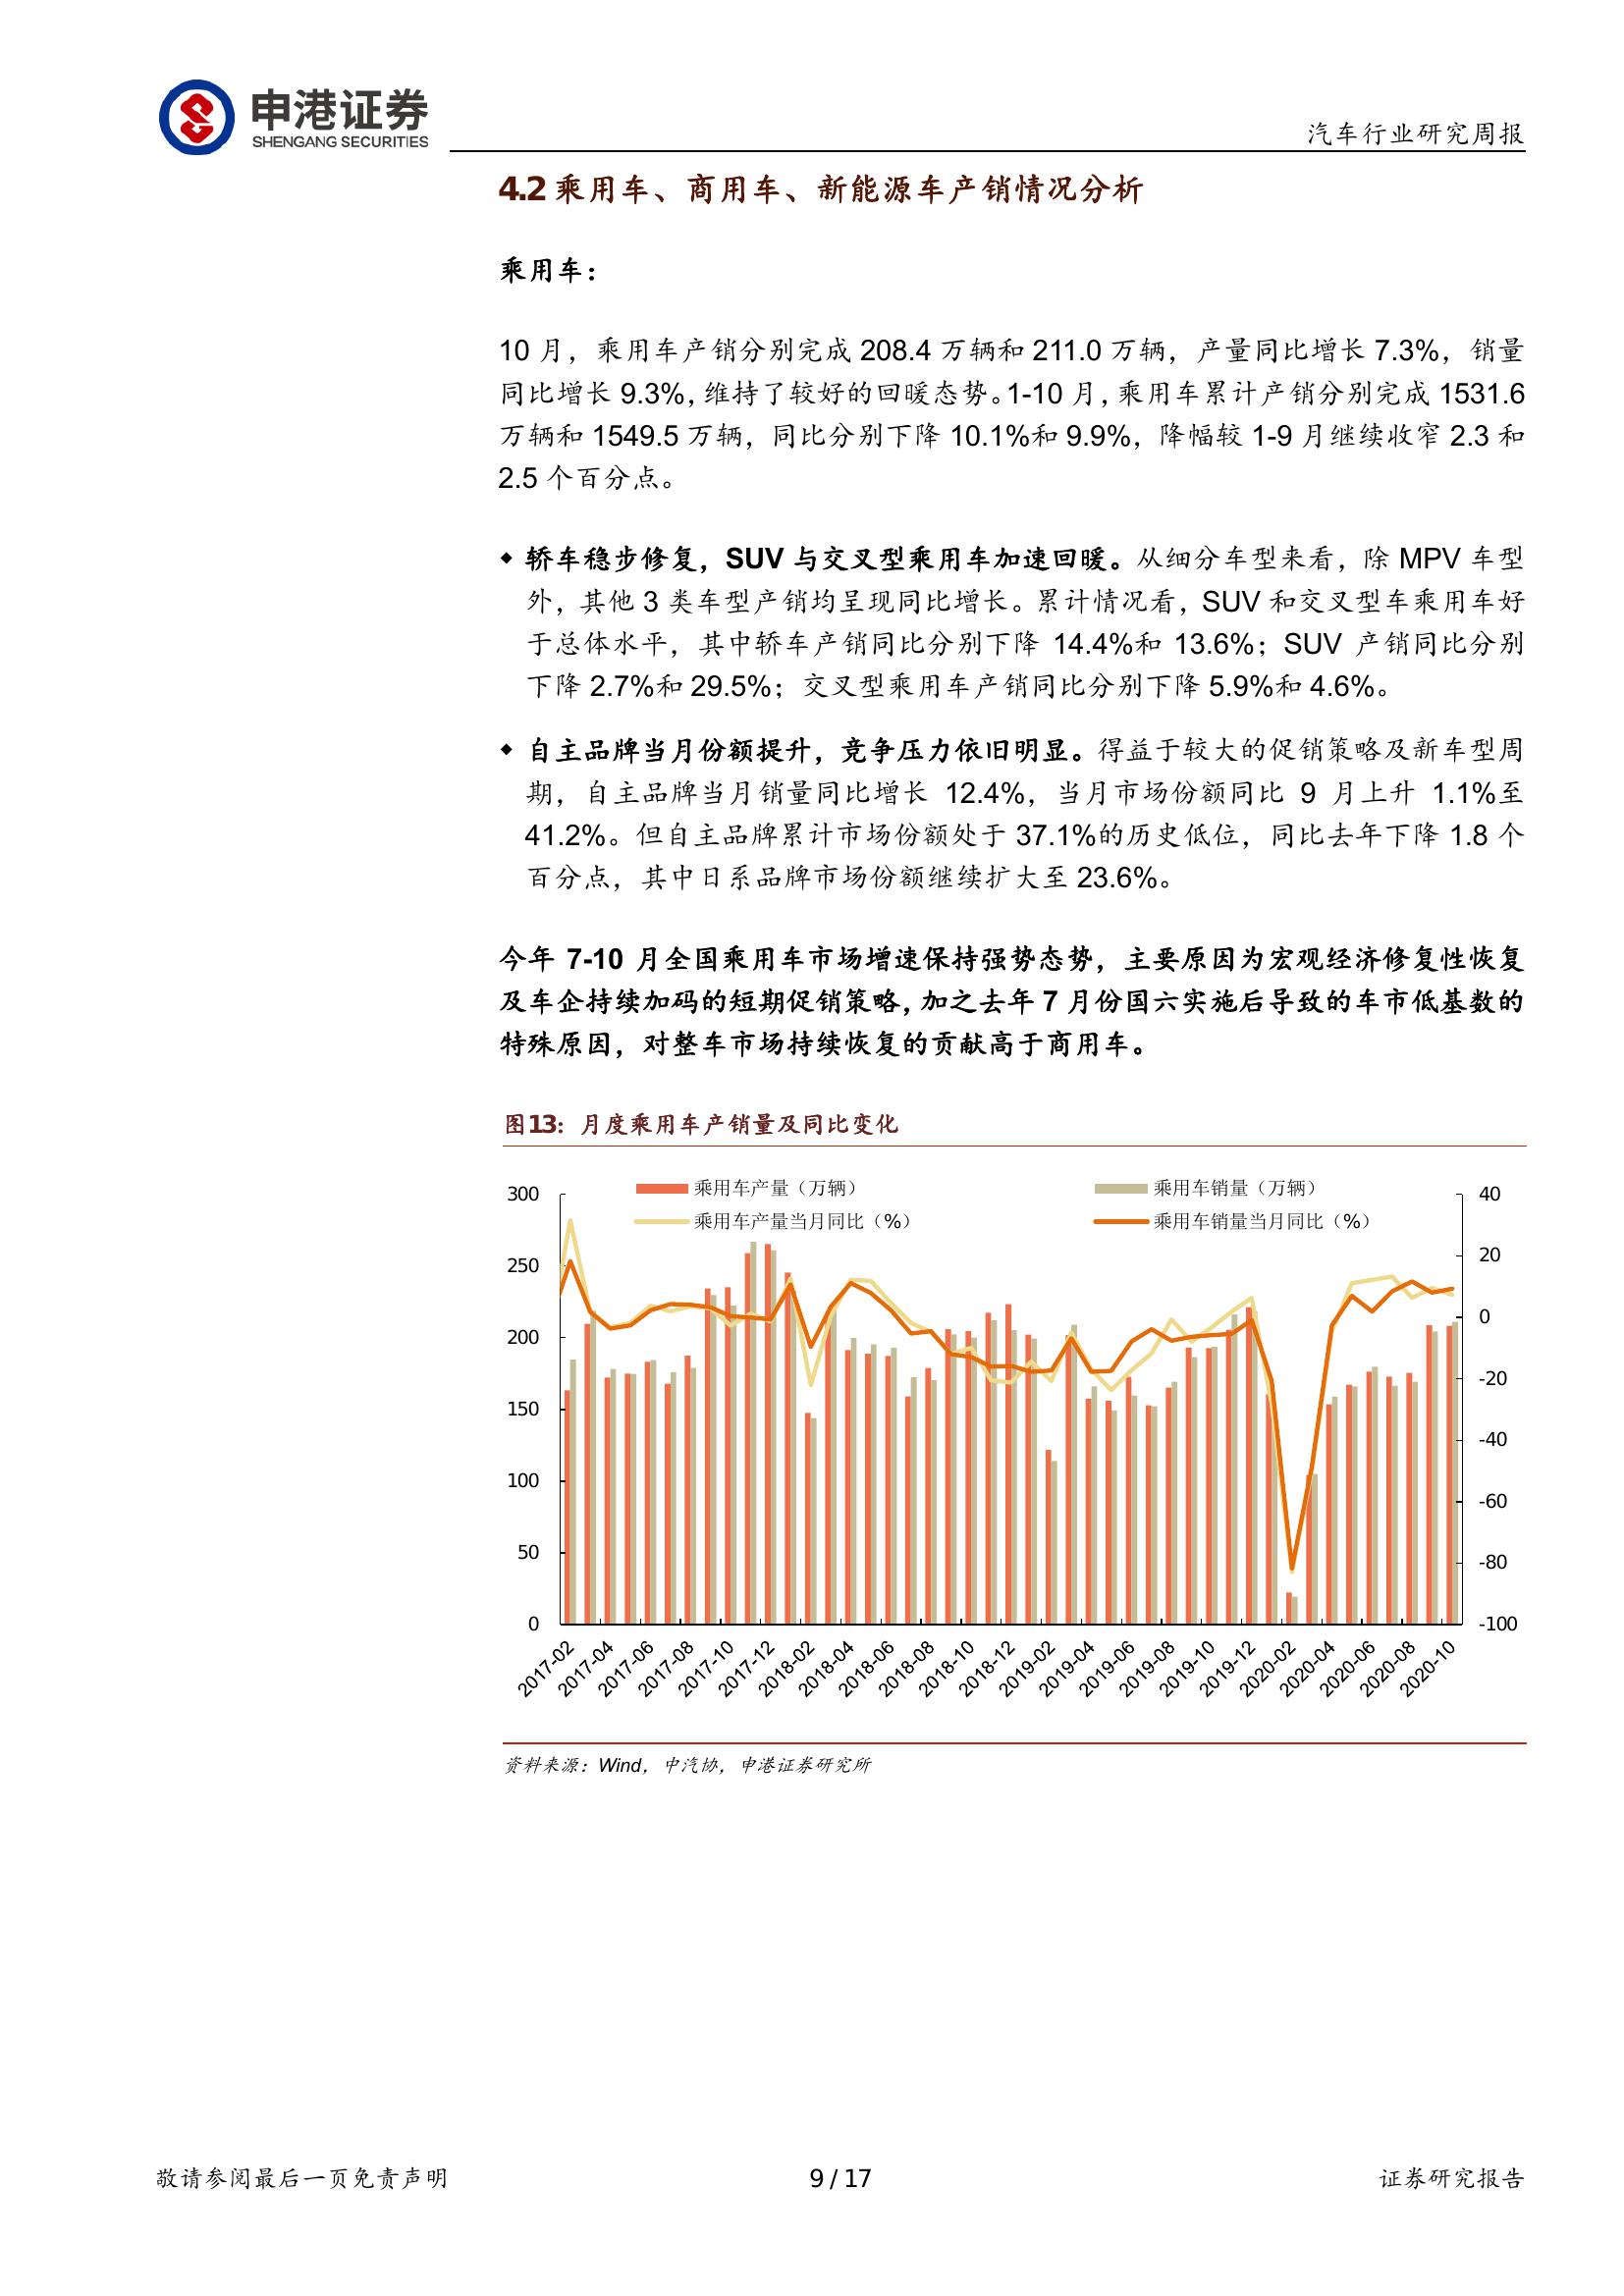 申港证券
SHENGANG SECURITIES
汽车行业研究周报
4.2 乘用车、商用车、新能源车产销情况分析
乘用车：
10 月，乘用车产销分别完成 208.4 万辆和 211.0 万辆，产量同比增长 7.3%，销量
同比增长 9.3%，维持了较好的回暖态势。1-10 月，乘用车累计产销分别完成 1531.6
万辆和 1549.5 万辆，同比分别下降 10.1%和 9.9%，降幅较 1-9 月继续收窄 2.3 和
2.5 个百分点。
◆ 轿车稳步修复，SUV 与交叉型乘用车加速回暖。从细分车型来看，除 MPV 车型
外，其他 3 类车型产销均呈现同比增长。累计情况看，SUV 和交叉型车乘用车好
于总体水平，其中轿车产销同比分别下降 14.4%和 13.6%；SUV 产销同比分别
下降 2.7%和 29.5%；交叉型乘用车产销同比分别下降 5.9%和 4.6%。
◆ 自主品牌当月份额提升，竞争压力依旧明显。得益于较大的促销策略及新车型周
期，自主品牌当月销量同比增长 12.4%，当月市场份额同比 9 月上升 1.1%至
41.2%。但自主品牌累计市场份额处于 37.1%的历史低位，同比去年下降 1.8 个
百分点，其中日系品牌市场份额继续扩大至 23.6%。
今年 7-10 月全国乘用车市场增速保持强势态势，主要原因为宏观经济修复性恢复
及车企持续加码的短期促销策略，加之去年 7 月份国六实施后导致的车市低基数的
特殊原因，对整车市场持续恢复的贡献高于商用车。
图13：月度乘用车产销量及同比变化
乘用车产量（万辆） 乘用车销量（万辆）
乘用车产量当月同比（%） 乘用车销量当月同比（%）
300 40
250 20
200 0
150 -20
100 -40
50 -60
0 -80
-100
2017-02 2017-04 2017-06 2017-08 2017-10 2017-12 2018-02 2018-04 2018-06 2018-08 2018-10 2018-12 2019-02 2019-04 2019-06 2019-08 2019-10 2019-12 2020-02 2020-04 2020-06 2020-08 2020-10
资料来源：Wind，中汽协，申港证券研究所
敬请参阅最后一页免责声明 9 / 17 证券研究报告